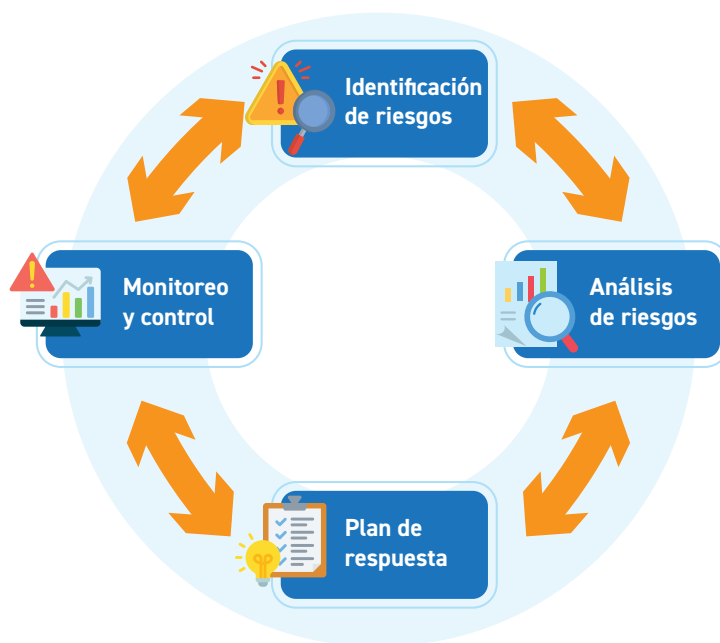 Identificación
de riesgos
Monitoreo
y control
Análisis
de riesgos
Plan de
respuesta